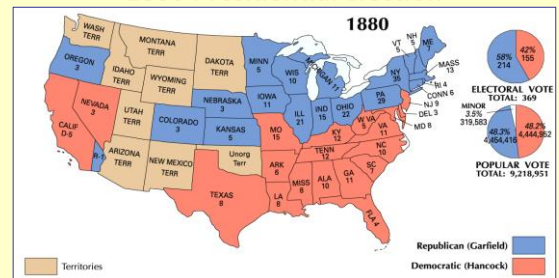 1880
WASH
TERR
MONTANA
TERR
DAKOTA
TERR
MINN
5
VT
5
NH
5
ME
7
OREGON
3
IDAHO
TERR
WYOMING
TERR
WIS
10
MICHIGAN 11
NY
35
MASS
13
RI 4
CONN 6
NEVADA
3
UTAH
TERR
COLORADO
3
NEBRASKA
3
KANSAS
5
IOWA
11
ILL
21
IND
15
OHIO
22
PA
29
NJ 9
DEL 3
MD 8
W VA
5
VA
11
CALIF
D-5
R-1
ARIZONA
TERR
NEW MEXICO
TERR
Unorg
Terr
MO
15
KY
12
TENN
12
NC
10
SC
7
ARK
6
TEXAS
8
LA
8
MISS
8
ALA
10
GA
11
FLA 4
58%
214
42%
155
ELECTORAL VOTE
TOTAL: 369
MINOR
3.5%
319,583
48.3%
4,454,416
48.2%
4,444,952
POPULAR VOTE
TOTAL: 9,218,951
Territories
Republican (Garfield)
Democratic (Hancock)